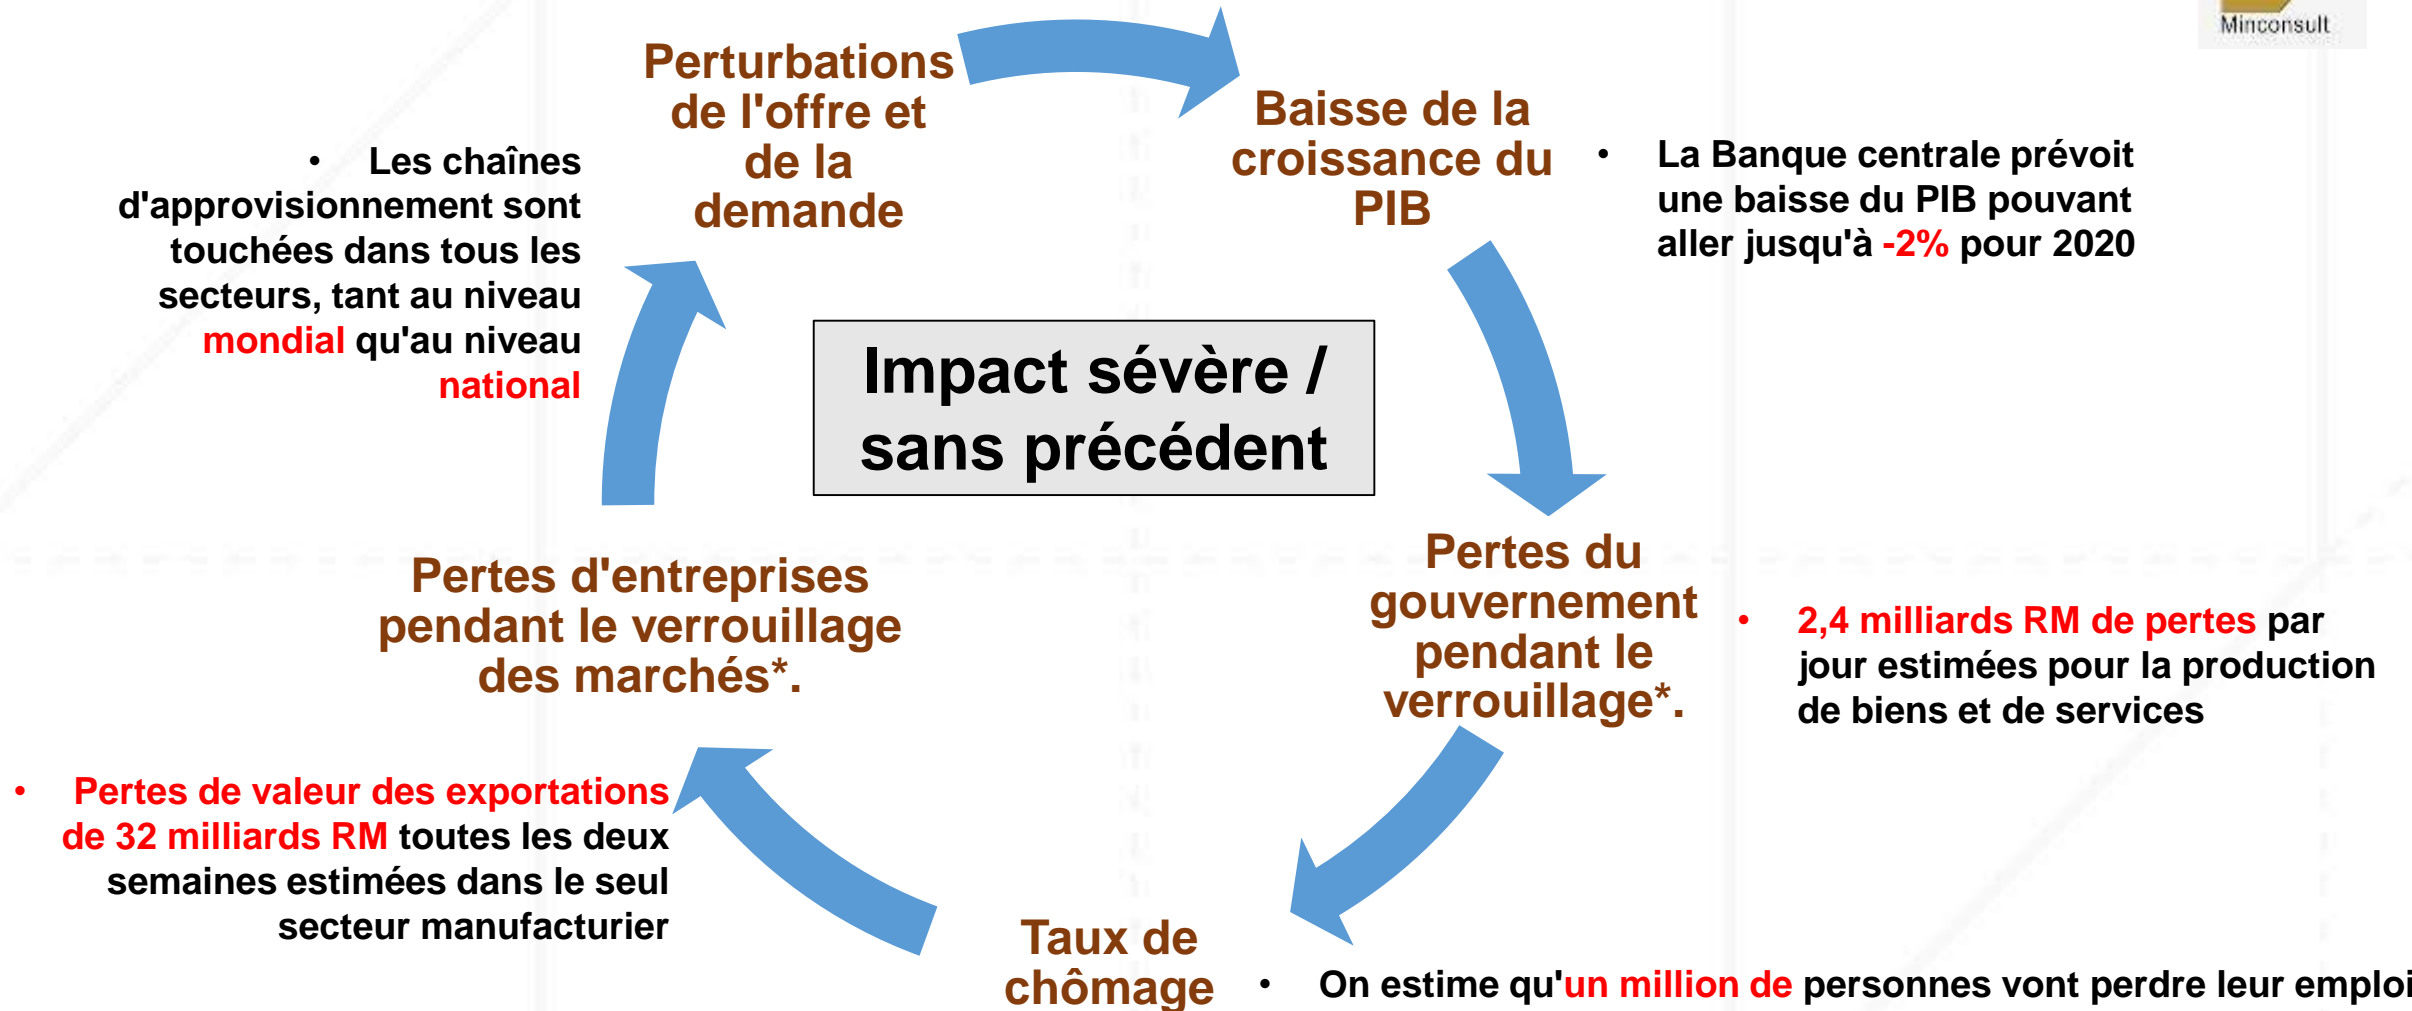 Minconsult
Perturbations
de l'offre et
de la
demande
Baisse de la
croissance du
PIB
• La Banque centrale prévoit
une baisse du PIB pouvant
aller jusqu'à -2% pour 2020
• Les chaînes
d'approvisionnement sont
touchées dans tous les
secteurs, tant au niveau
mondial qu'au niveau
national
Impact sévère /
sans précédent
Pertes du
gouvernement
pendant le
verrouillage*.
• 2,4 milliards RM de pertes par
jour estimées pour la production
de biens et de services
Pertes d'entreprises
pendant le verrouillage
des marchés*.
• Pertes de valeur des exportations
de 32 milliards RM toutes les deux
semaines estimées dans le seul
secteur manufacturier
Taux de
chômage
• On estime qu'un million de personnes vont perdre leur emploi